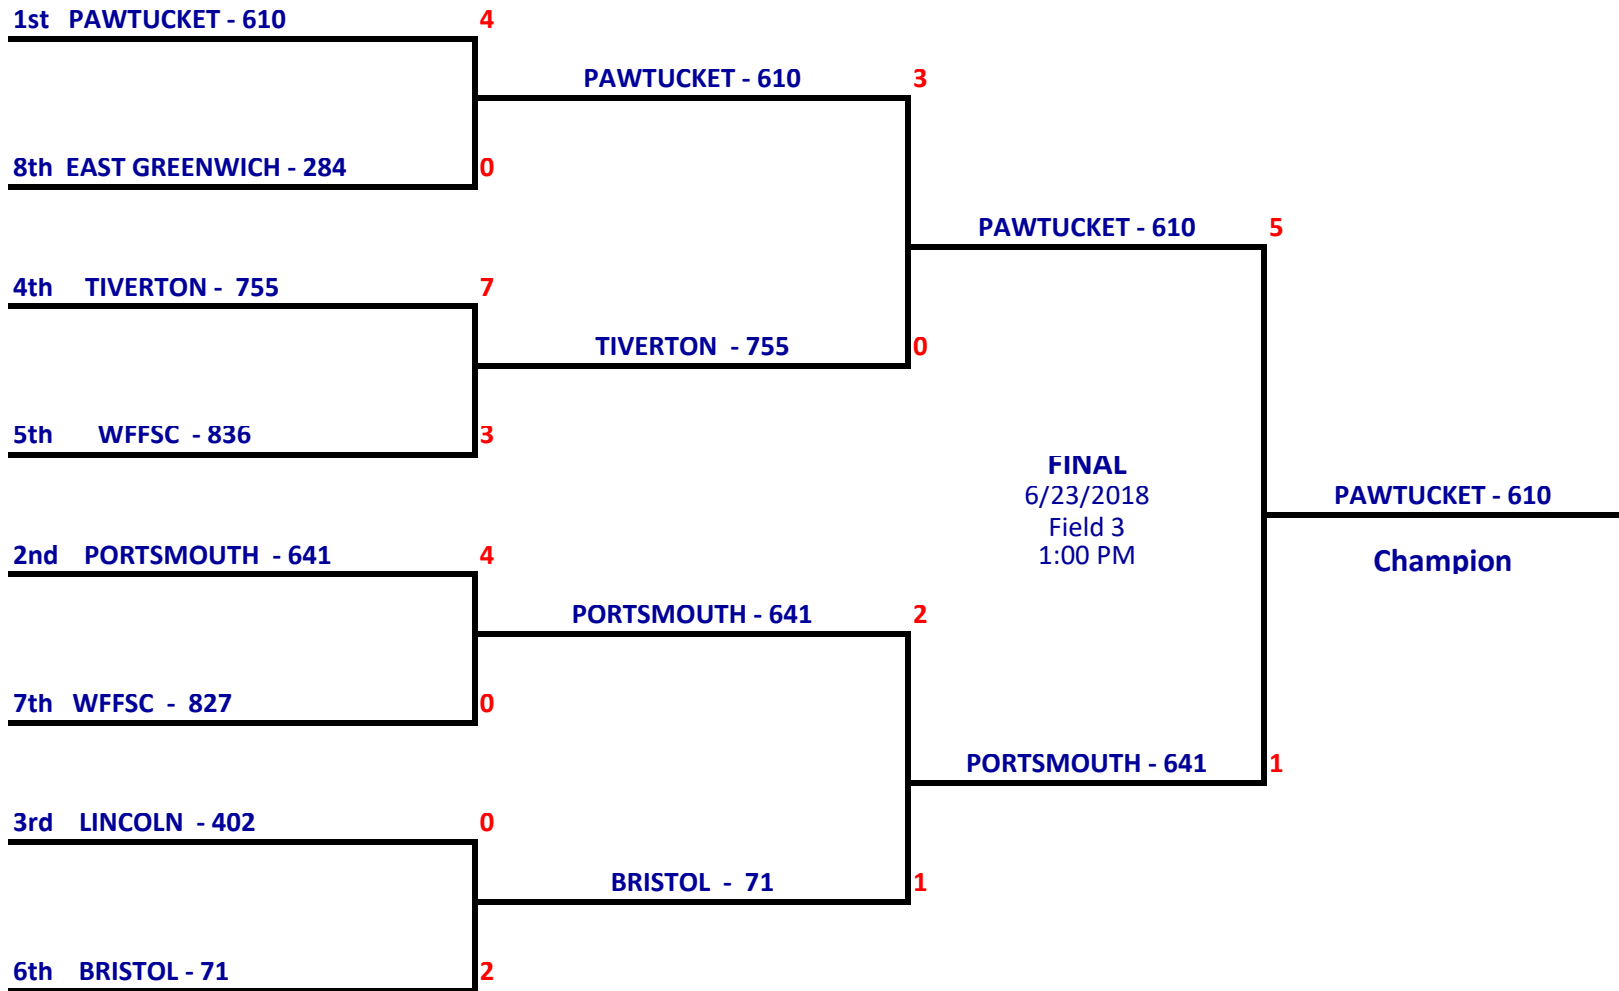 1st PAWTUCKET - 610 4
PAWTUCKET - 610 3
8th EAST GREENWICH - 284 0
PAWTUCKET - 610 5
4th TIVERTON - 755 7
TIVERTON - 755 0
5th WFFSC - 836 3
FINAL
6/23/2018
PAWTUCKET - 610
Field 3
1:00 PM
Champion
2nd PORTSMOUTH - 641 4
PORTSMOUTH - 641 2
7th WFFSC - 827 0
PORTSMOUTH - 641 1
3rd LINCOLN - 402 0
BRISTOL - 71 1
6th BRISTOL - 71 2